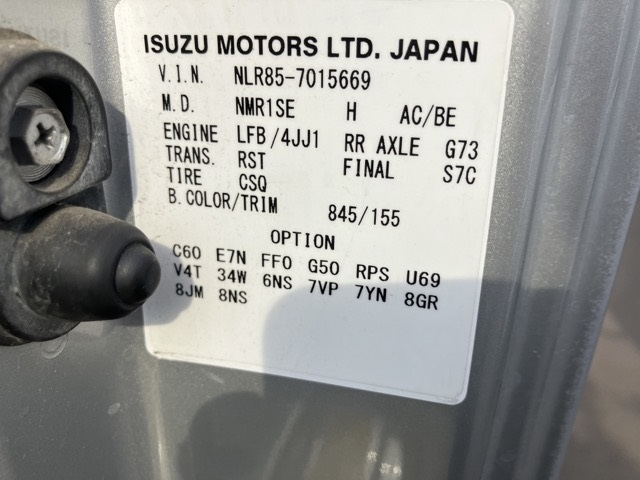 ISUZU MOTORS LTD. JAPAN
V.I.N. NLR85-7015669
M.D. NMR1SE H AC/BE
ENGINE LFB/4JJ1 RR AXLE G73
TRANS. RST FINAL S7C
TIRE CSQ
B.COLOR/TRIM 845/155
OPTION
C60 E7N FF0 G50 RPS U69
V4T 34W 6NS 7VP 7YN 8GR
8JM 8NS